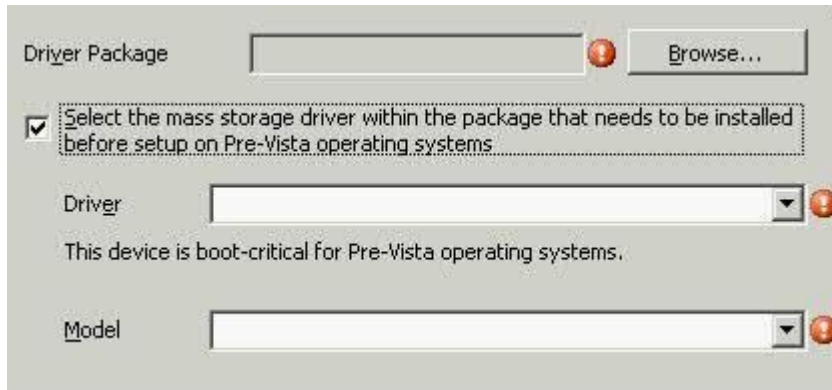 Driver Package
Browse...
Select the mass storage driver within the package that needs to be installed
before setup on Pre-Vista operating systems
Driver
This device is boot-critical for Pre-Vista operating systems.
Model